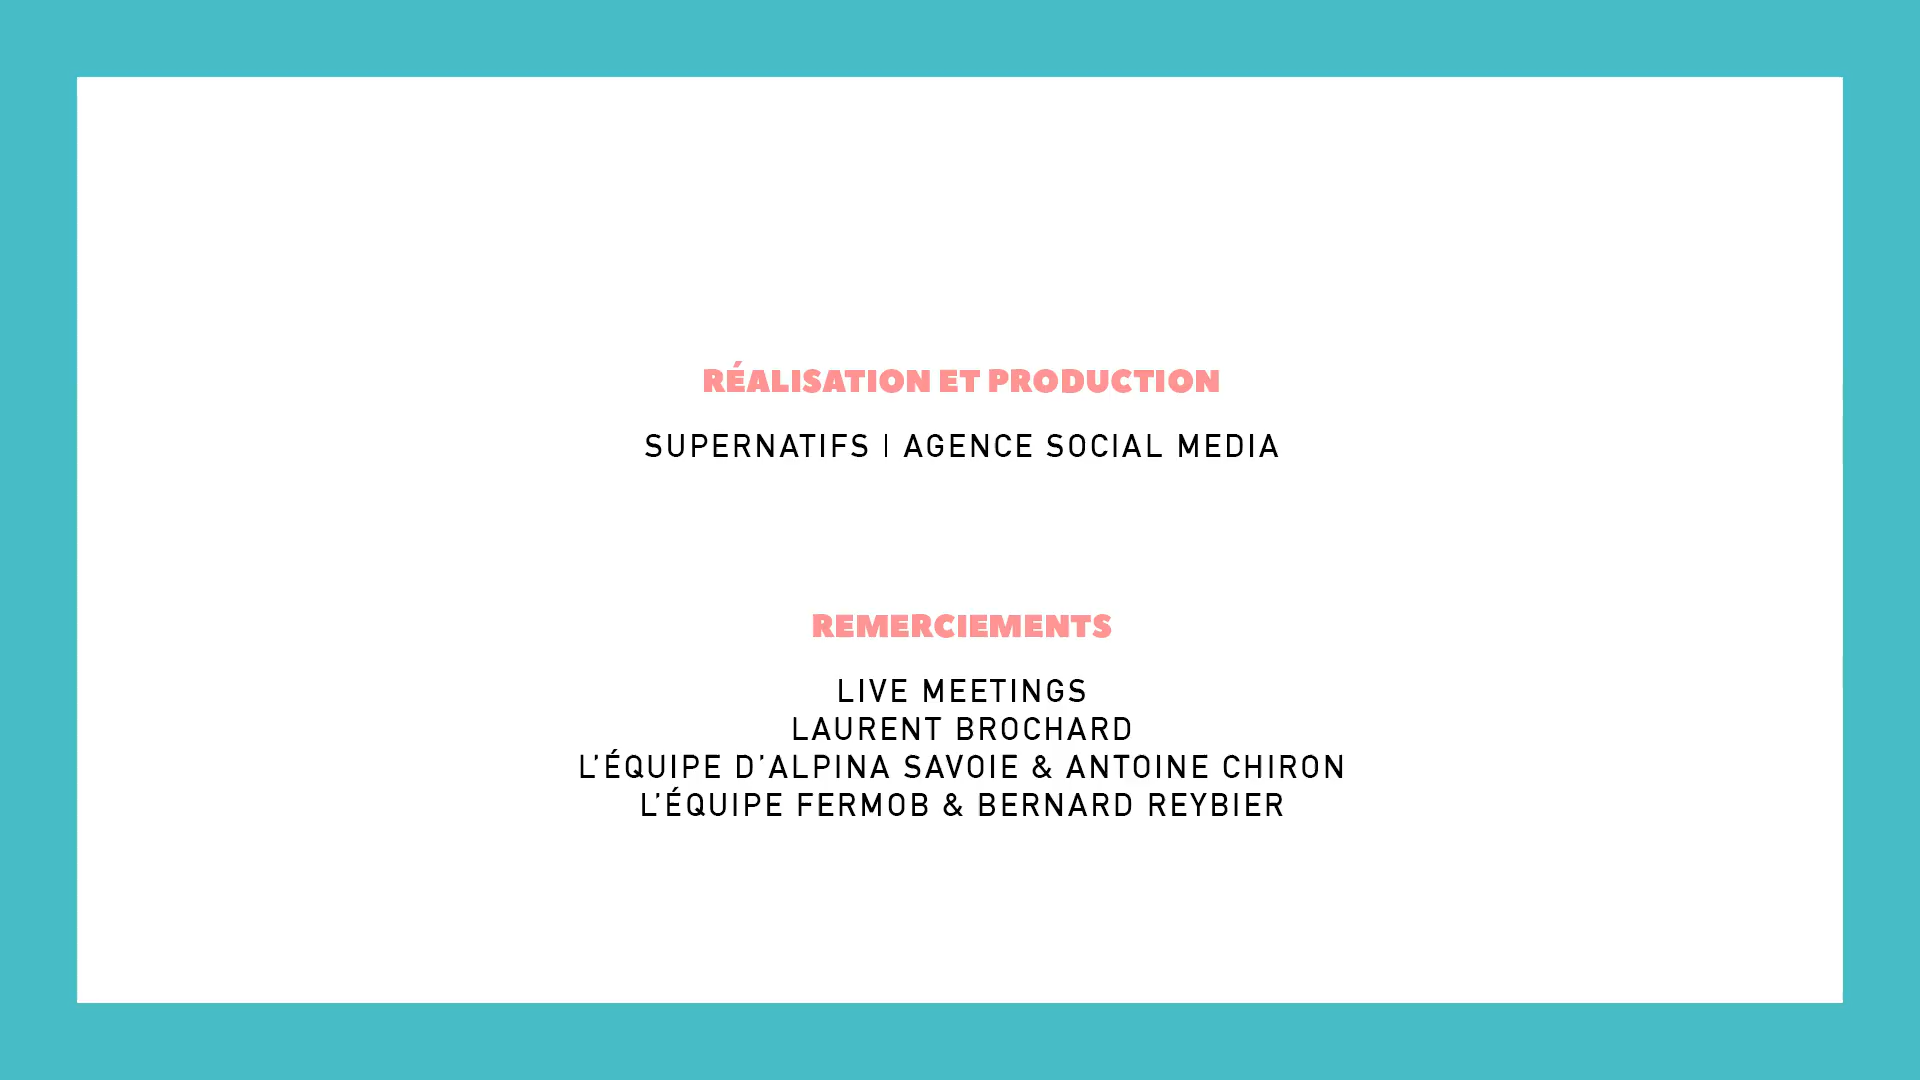 RÉALISATION ET PRODUCTION
SUPERNATIFS | AGENCE SOCIAL MEDIA
REMERCIEMENTS
LIVE MEETINGS
LAURENT BROCHARD
L’ÉQUIPE D’ALPINA SAVOIE & ANTOINE CHIRON
L’ÉQUIPE FERMOB & BERNARD REYBIER